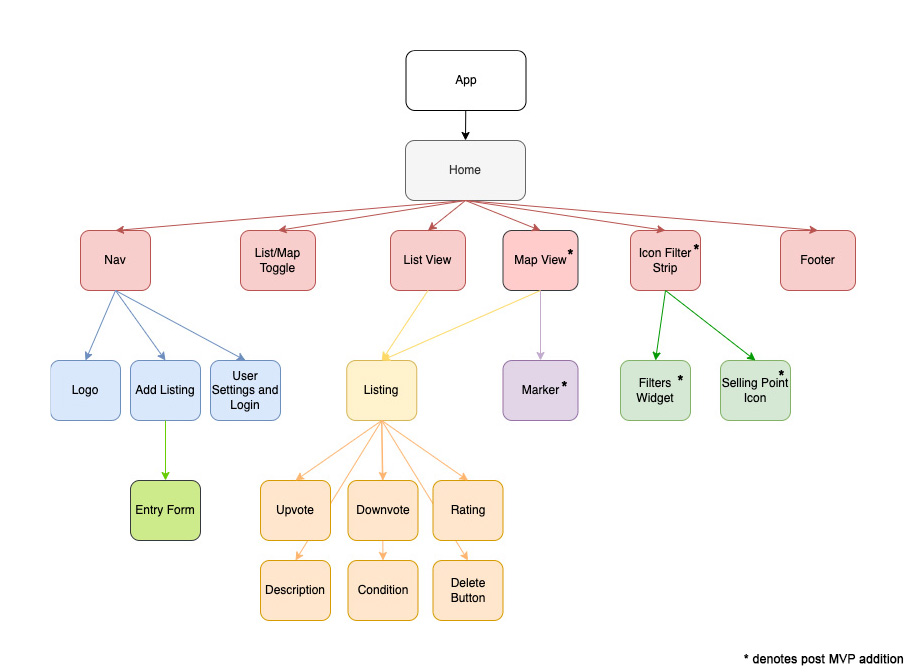 App
Home
Nav
List/Map
Toggle
List View
Map View *
Icon Filter *
Strip
Footer
Logo
Add Listing
User
Settings and
Login
Listing
Marker *
Filters *
Widget
*
Selling Point
Icon
Entry Form
Upvote
Downvote
Rating
Description
Condition
Delete
Button
* denotes post MVP addition